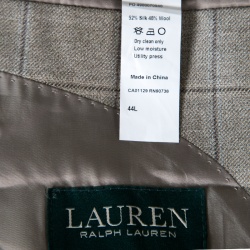 52% Silk 48% Wool
Dry clean only
Low moisture
Utility press
Made in China
CA01128 RN60736
44L
LAUREN
RALPH LAUREN